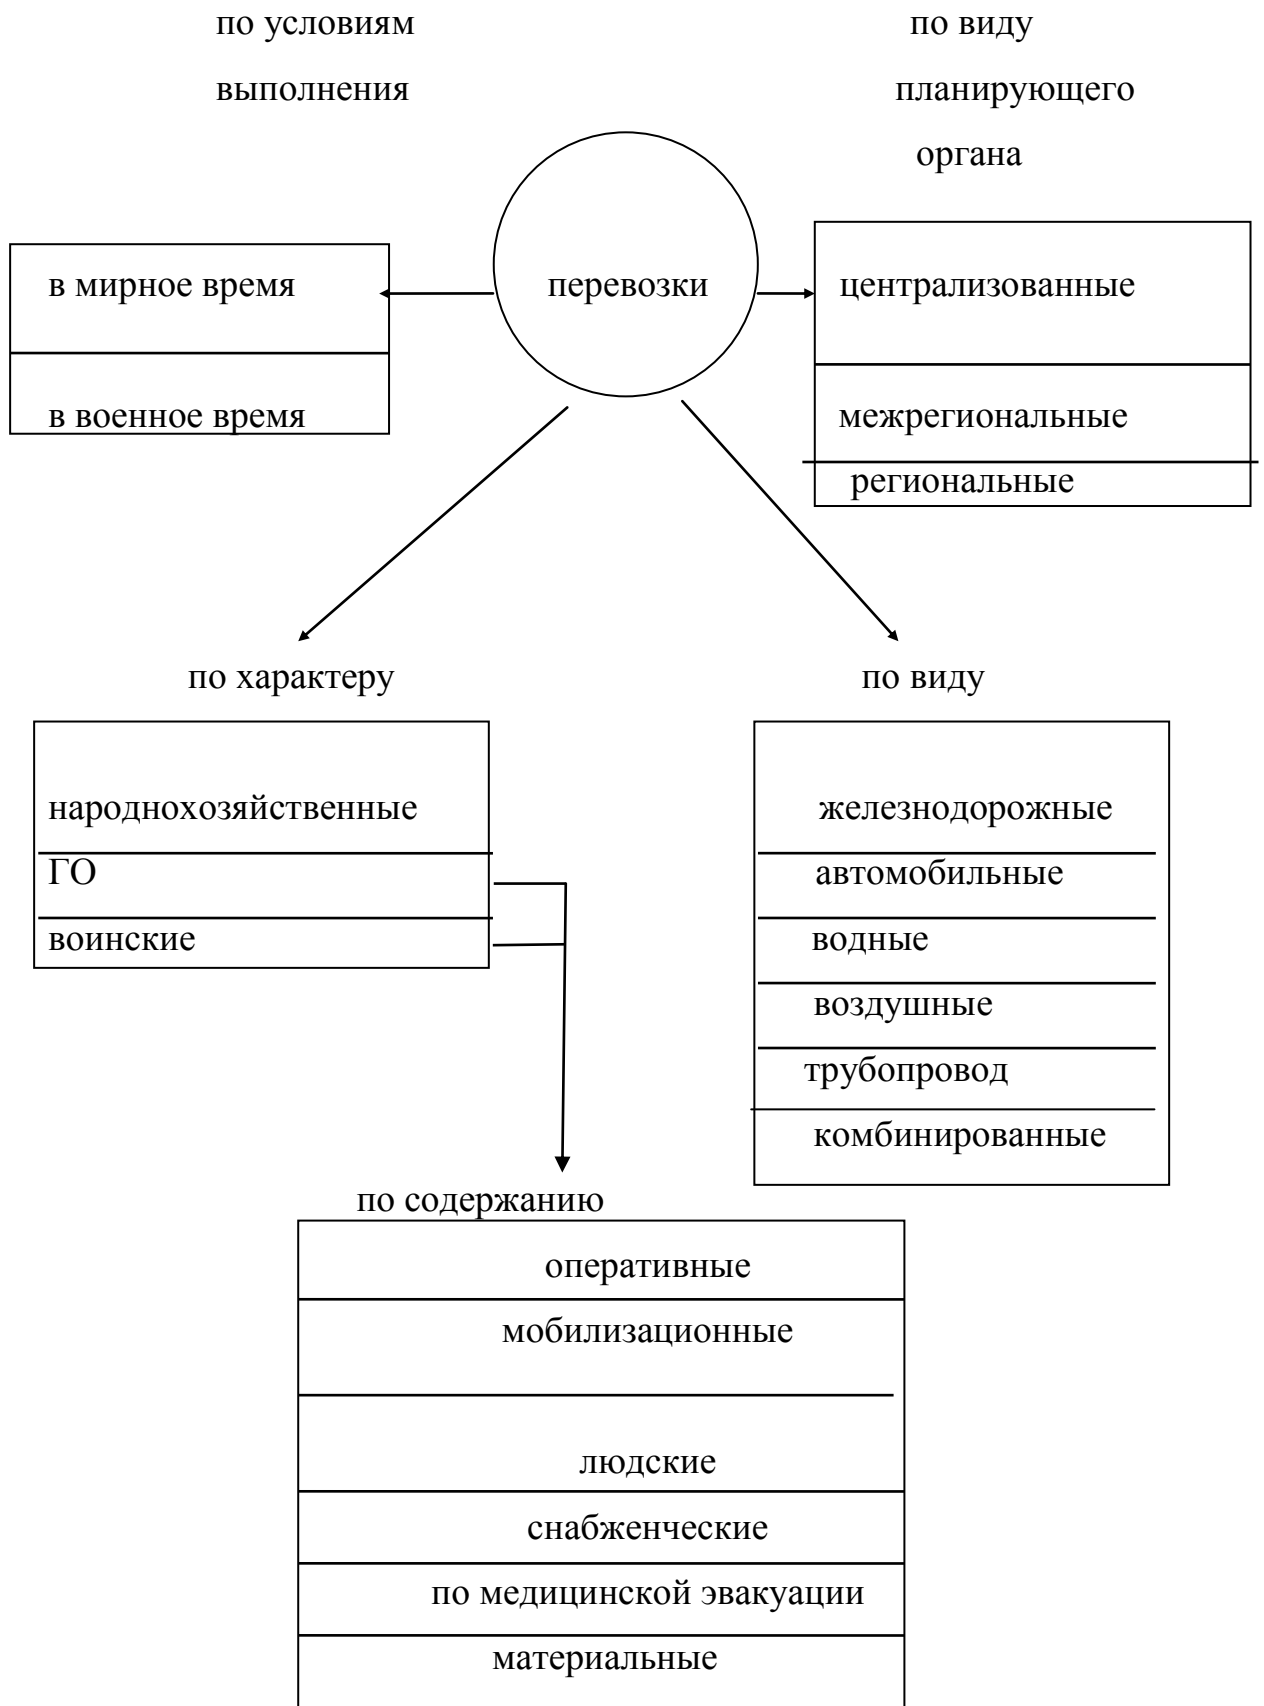 по условиям
выполнения
по виду
планирующего
органа
в мирное время
в военное время
перевозки
централизованные
межрегиональные
региональные
по характеру
народнохозяйственные
ГО
воинские
по виду
железнодорожные
автомобильные
водные
воздушные
трубопровод
комбинированные
по содержанию
оперативные
мобилизационные
людские
снабженческие
по медицинской эвакуации
материальные